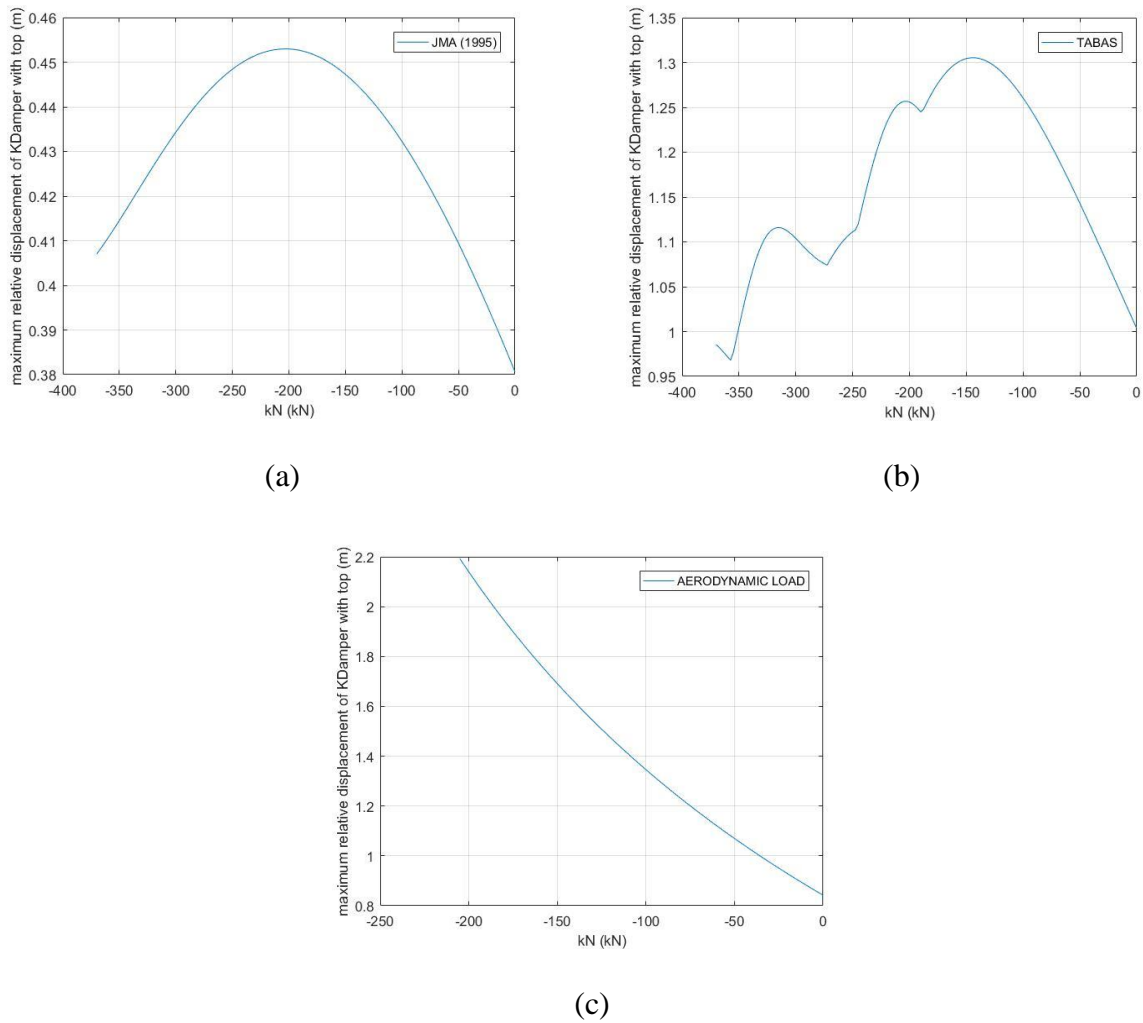 maximum relative displacement of KDamper with top (m)
0.46
0.45
0.44
0.43
0.42
0.41
0.4
0.39
0.38
-400 -350 -300 -250 -200 -150 -100 -50 0
kN (kN)
JMA (1995)
(a)
maximum relative displacement of KDamper with top (m)
1.35
1.3
1.25
1.2
1.15
1.1
1.05
1
0.95
-400 -350 -300 -250 -200 -150 -100 -50 0
kN (kN)
TABAS
(b)
maximum relative displacement of KDamper with top (m)
2.2
2
1.8
1.6
1.4
1.2
1
0.8
-250 -200 -150 -100 -50 0
kN (kN)
AERODYNAMIC LOAD
(c)